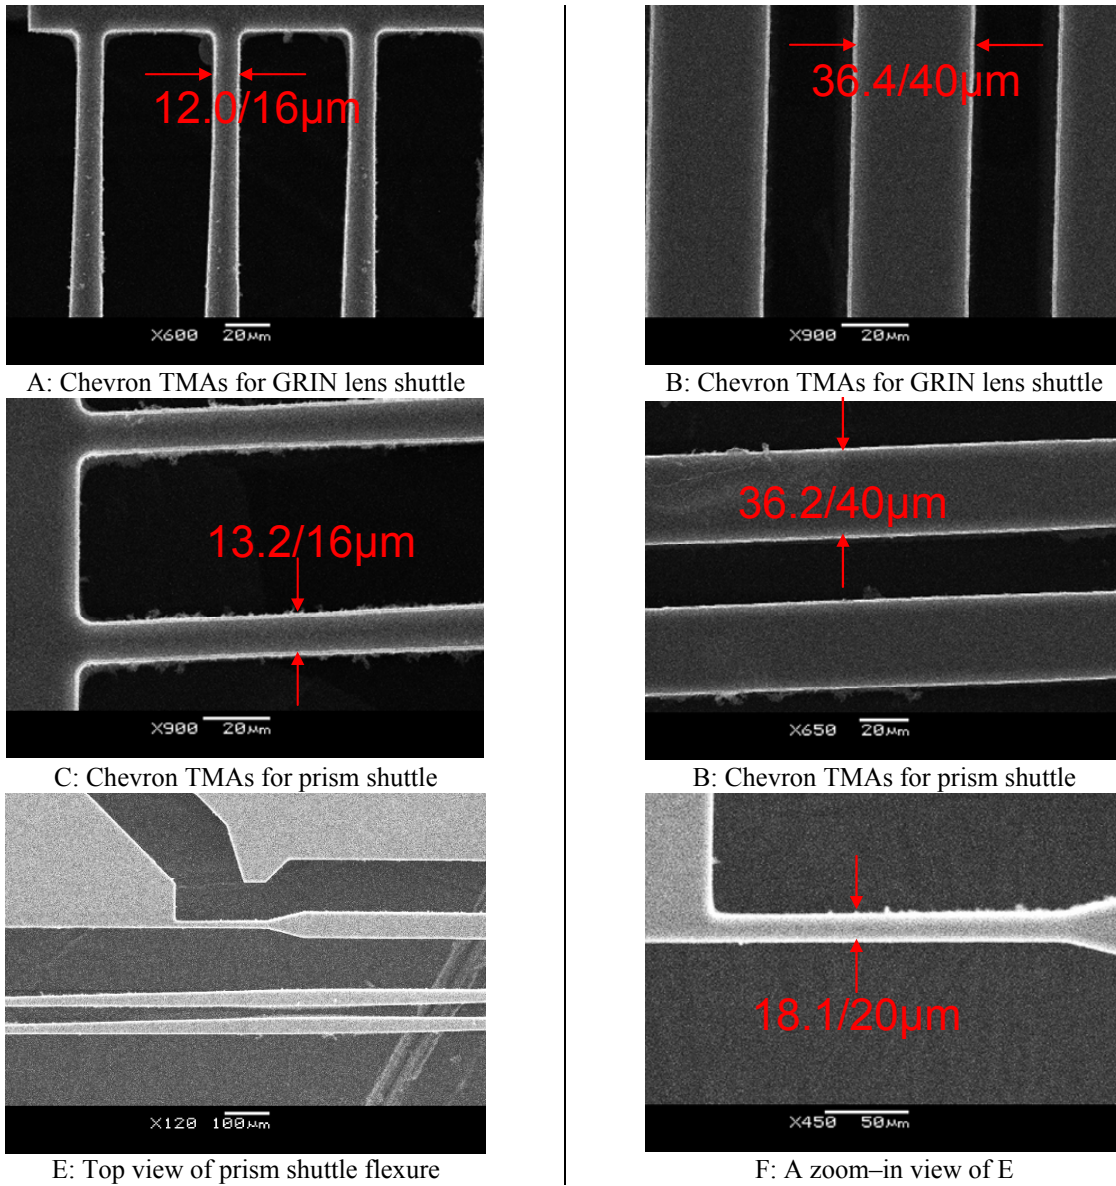 12.0/16μm
X600 20μm
A: Chevron TMAs for GRIN lens shuttle
36.4/40μm
X900 20μm
B: Chevron TMAs for GRIN lens shuttle
13.2/16μm
X900 20μm
C: Chevron TMAs for prism shuttle
36.2/40μm
X650 20μm
B: Chevron TMAs for prism shuttle
X120 100μm
E: Top view of prism shuttle flexure
18.1/20μm
X450 50μm
F: A zoom–in view of E